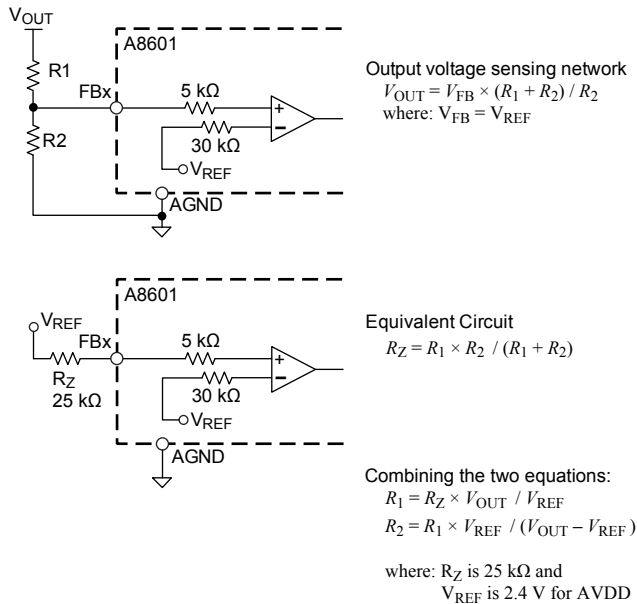 VOUT
A8601
R1
FBx
5 kΩ
+
R2
30 kΩ
−
VREF
AGND
Output voltage sensing network
VOUT = VFB × (R1 + R2) / R2
where: VFB = VREF
A8601
VREF
FBx
5 kΩ
+
RZ
25 kΩ
30 kΩ
−
VREF
AGND
Equivalent Circuit
RZ = R1 × R2 / (R1 + R2)
Combining the two equations:
R1 = RZ × VOUT / VREF
R2 = R1 × VREF / (VOUT – VREF)
where: RZ is 25 kΩ and
VREF is 2.4 V for AVDD